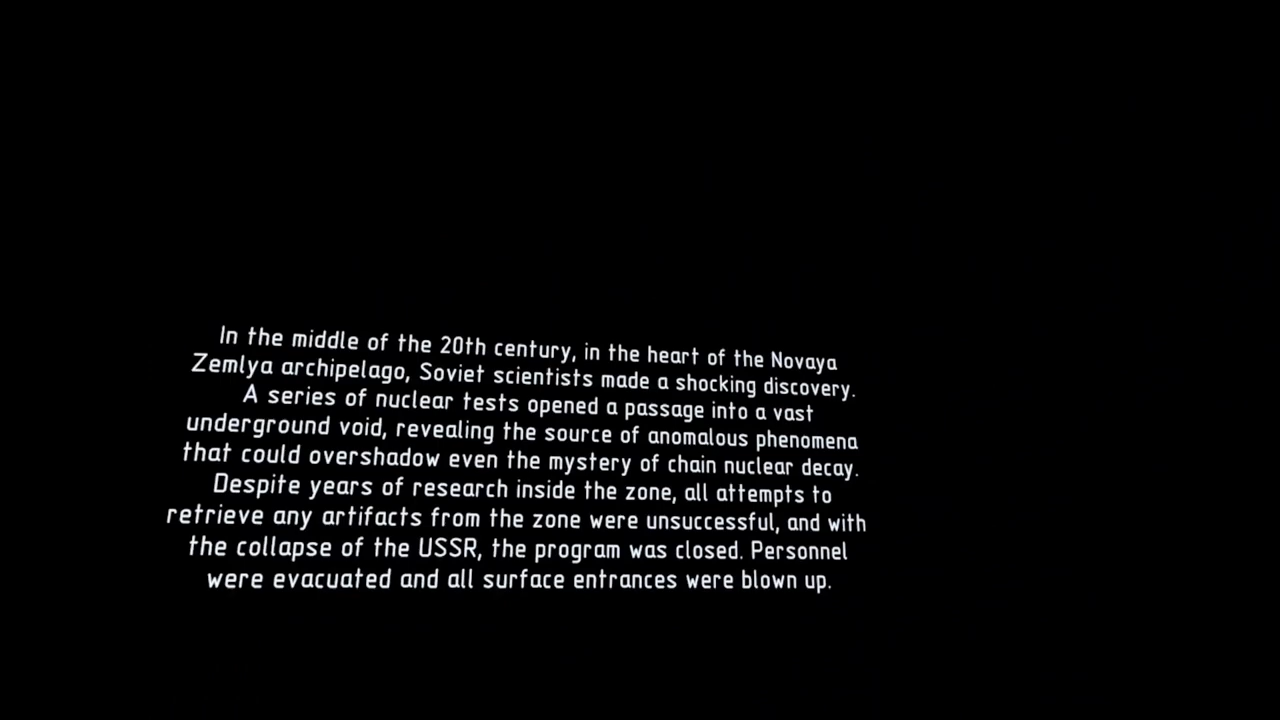 In the middle of the 20th century, in the heart of the Novaya
Zemlya archipelago, Soviet scientists made a shocking discovery.
A series of nuclear tests opened a passage into a vast
underground void, revealing the source of anomalous phenomena
that could overshadow even the mystery of chain nuclear decay.
Despite years of research inside the zone, all attempts to
retrieve any artifacts from the zone were unsuccessful, and with
the collapse of the USSR, the program was closed. Personnel
were evacuated and all surface entrances were blown up.